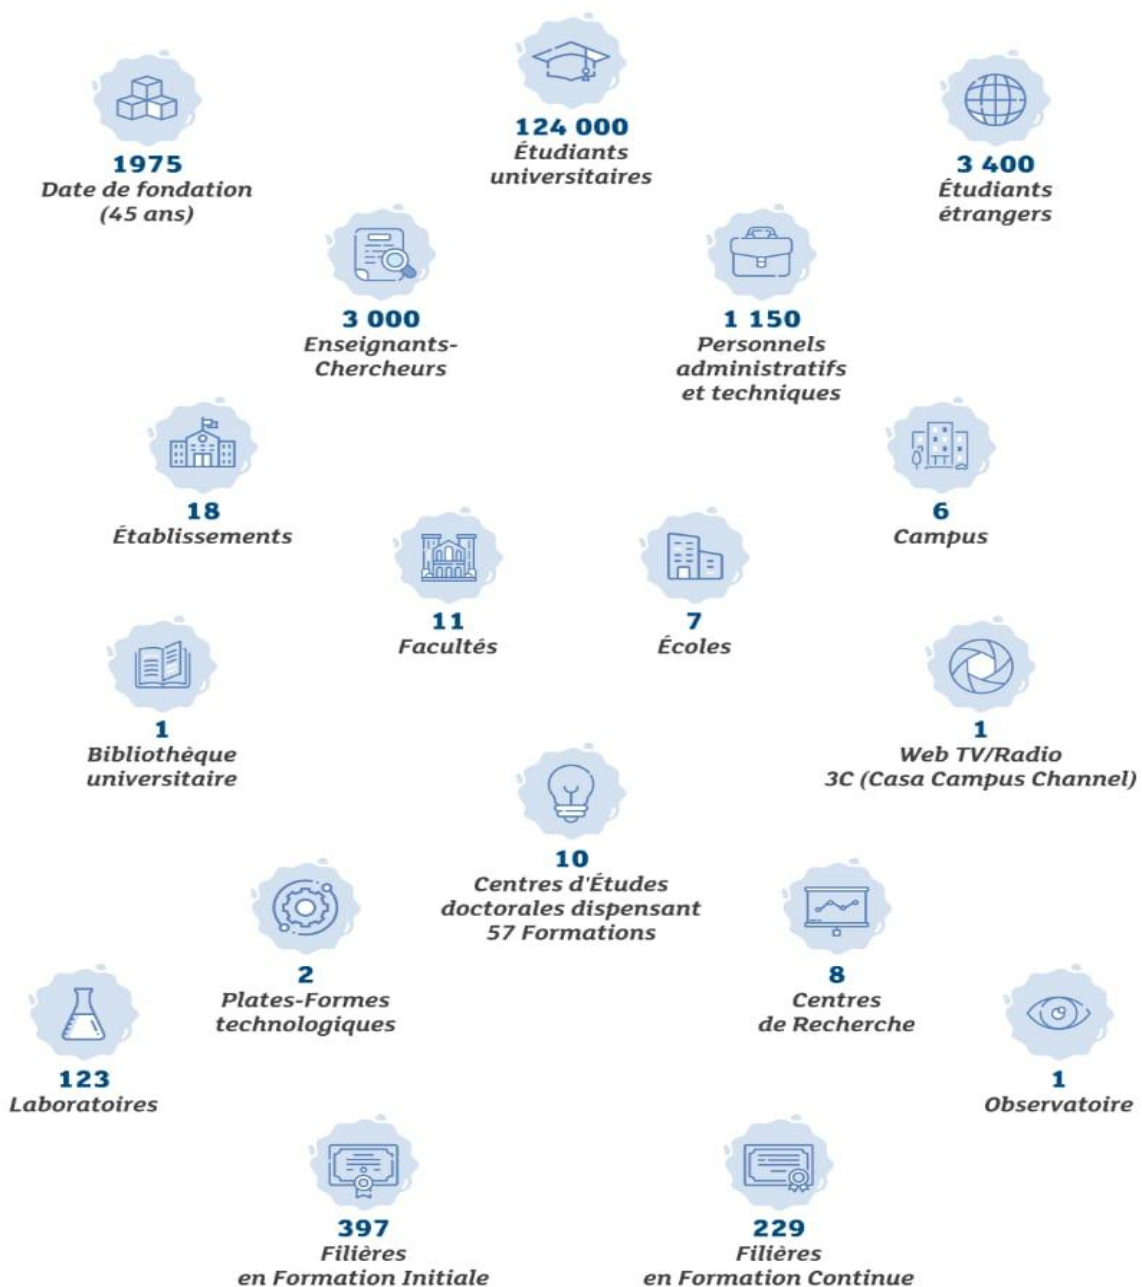 124 000
Étudiants
universitaires
1975
Date de fondation
(45 ans)
3 400
Étudiants
étrangers
3 000
Enseignants-
Chercheurs
1 150
Personnels
administratifs
et techniques
18
Établissements
6
Campus
11
Facultés
7
Écoles
1
Bibliothèque
universitaire
1
Web TV/Radio
3C (Casa Campus Channel)
10
Centres d'Études
doctorales dispensant
57 Formations
2
Plates-Formes
technologiques
8
Centres
de Recherche
123
Laboratoires
1
Observatoire
397
Filières
en Formation Initiale
229
Filières
en Formation Continue